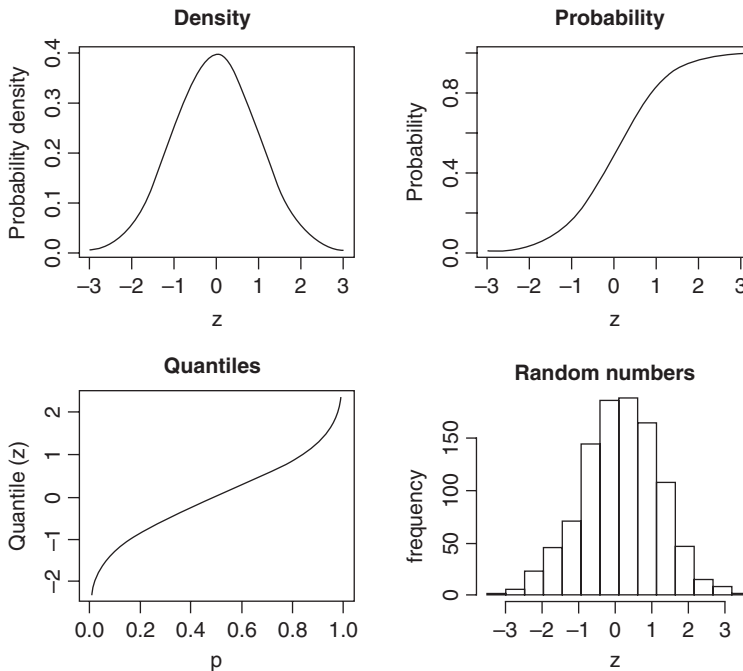 Density
Probability density
0.0 0.1 0.2 0.3 0.4
−3 −2 −1 0 1 2 3
z
Probability
Probability
0.0 0.4 0.8
−3 −2 −1 0 1 2 3
z
Quantiles
Quantile (z)
−2 −1 0 1 2
0.0 0.2 0.4 0.6 0.8 1.0
p
Random numbers
frequency
0 50 100 150
−3 −2 −1 0 1 2 3
z